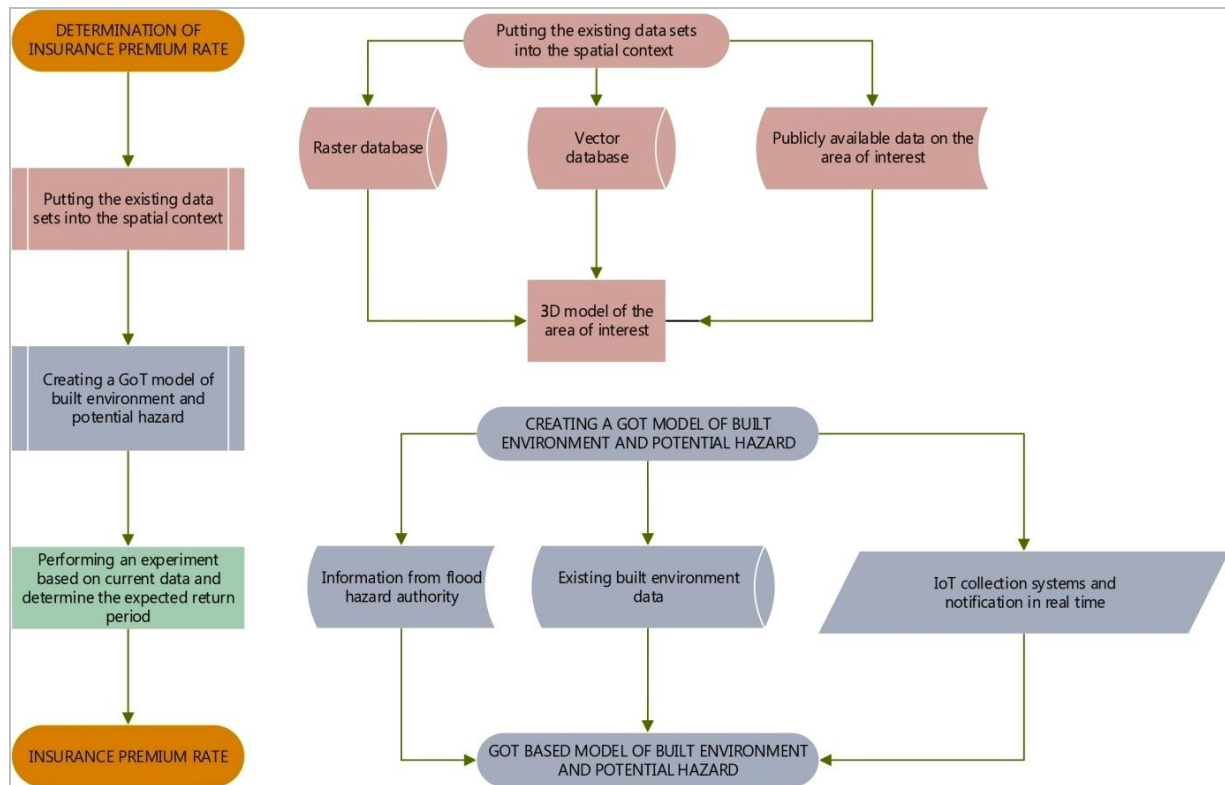 DETERMINATION OF
INSURANCE PREMIUM RATE
Putting the existing data
sets into the spatial context
Creating a GoT model of
built environment and
potential hazard
Performing an experiment
based on current data and
determine the expected return
period
INSURANCE PREMIUM RATE
Putting the existing data sets
into the spatial context
Raster database
Vector
database
Publicly available data on the
area of interest
3D model of the
area of interest
CREATING A GOT MODEL OF BUILT
ENVIRONMENT AND POTENTIAL HAZARD
Information from flood
hazard authority
Existing built environment
data
IoT collection systems and
notification in real time
GOT BASED MODEL OF BUILT ENVIRONMENT
AND POTENTIAL HAZARD